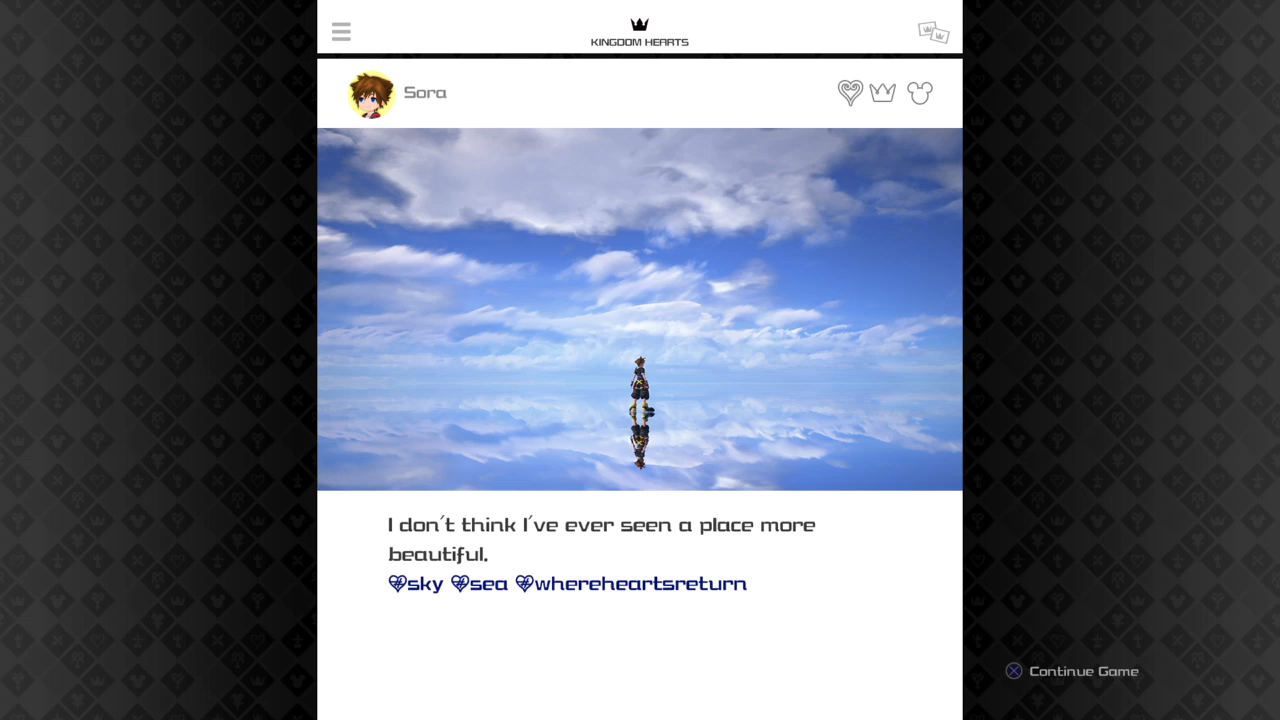 KINGDOM HEARTS
Sora
I don't think I've ever seen a place more
beautiful.
#sky #sea #whereheartsreturn
Continue Game